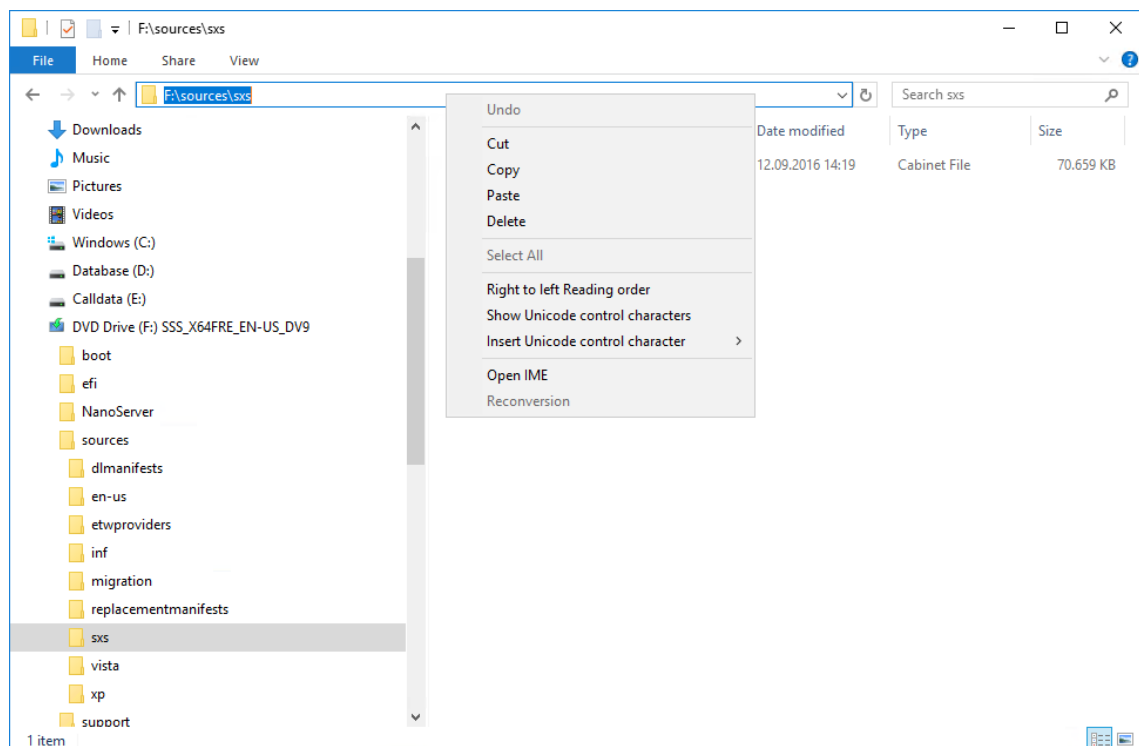 F:\sources\sxs
File Home Share View
F:\sources\sxs Search sxs
Downloads
Music
Pictures
Videos
Windows (C:)
Database (D:)
Calldata (E:)
DVD Drive (F:) SSS_X64FRE_EN-US_DV9
boot
efi
NanoServer
sources
dlmanifests
en-us
etwproviders
inf
migration
replacementmanifests
sxs
vista
xp
support
Undo
Cut
Copy
Paste
Delete
Select All
Right to left Reading order
Show Unicode control characters
Insert Unicode control character
Open IME
Reconversion
Date modified Type Size
12.09.2016 14:19 Cabinet File 70.659 KB
1 item